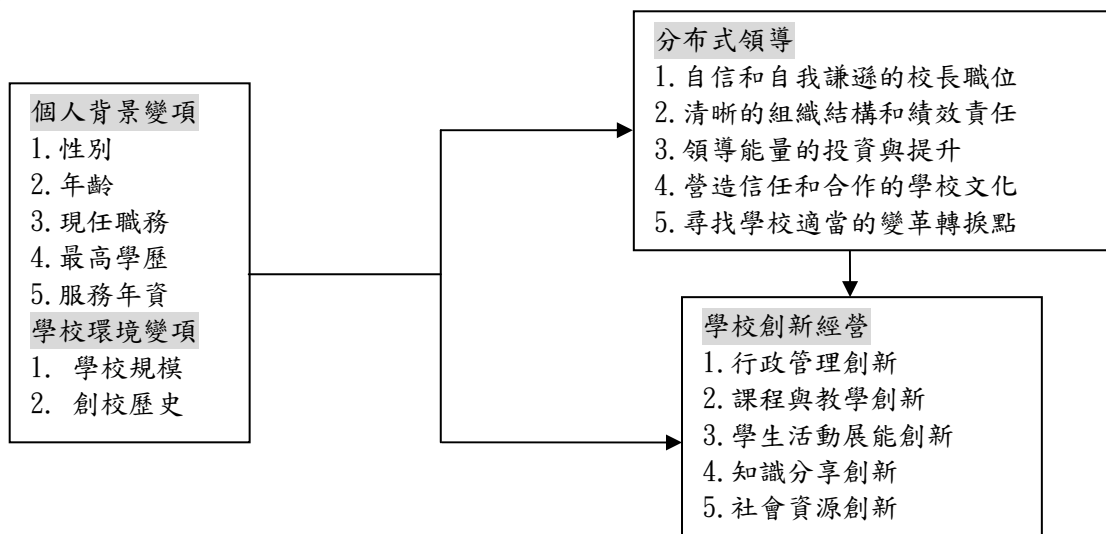 個人背景變項
1.性別
2.年齡
3.現任職務
4.最高學歷
5.服務年資
學校環境變項
1. 學校規模
2. 創校歷史
分布式領導
1.自信和自我謙遜的校長職位
2.清晰的組織結構和績效責任
3.領導能量的投資與提升
4.營造信任和合作的學校文化
5.尋找學校適當的變革轉捩點
學校創新經營
1.行政管理創新
2.課程與教學創新
3.學生活動展能創新
4.知識分享創新
5.社會資源創新